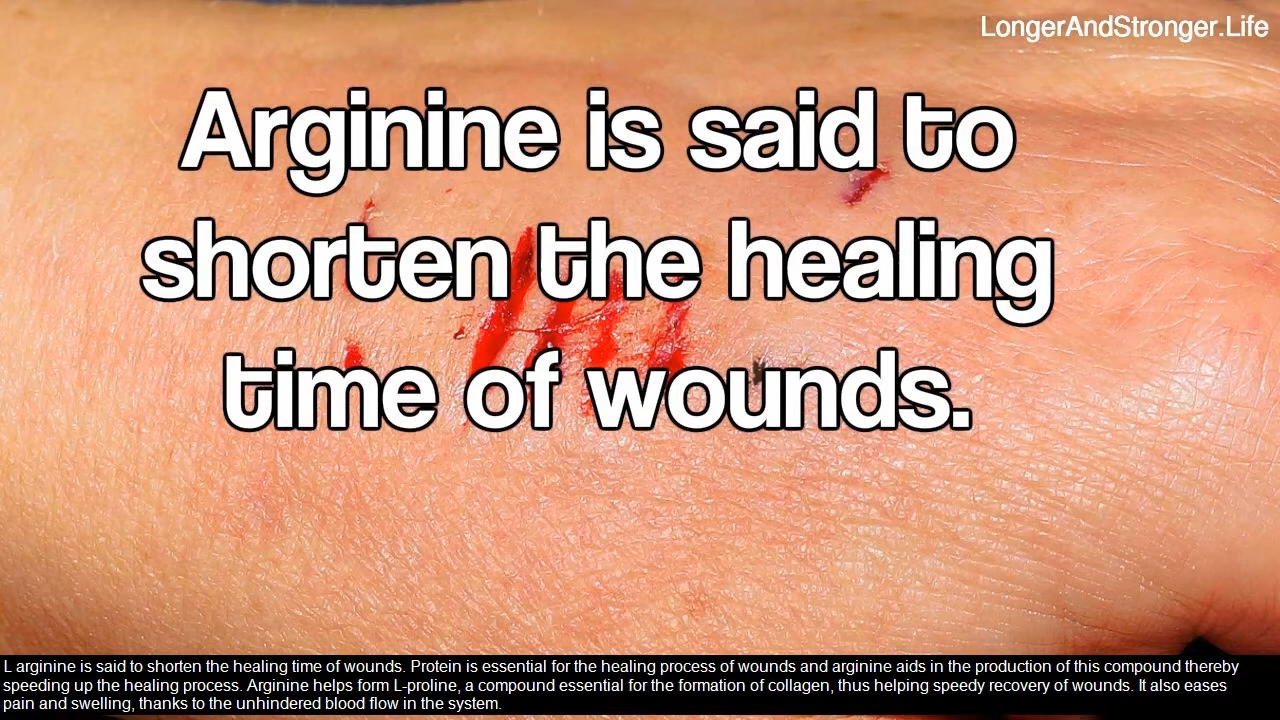 LongerAndStronger.Life
Arginine is said to
shorten the healing
time of wounds.
L arginine is said to shorten the healing time of wounds. Protein is essential for the healing process of wounds and arginine aids in the production of this compound thereby
speeding up the healing process. Arginine helps form L-proline, a compound essential for the formation of collagen, thus helping speedy recovery of wounds. It also eases
pain and swelling, thanks to the unhindered blood flow in the system.